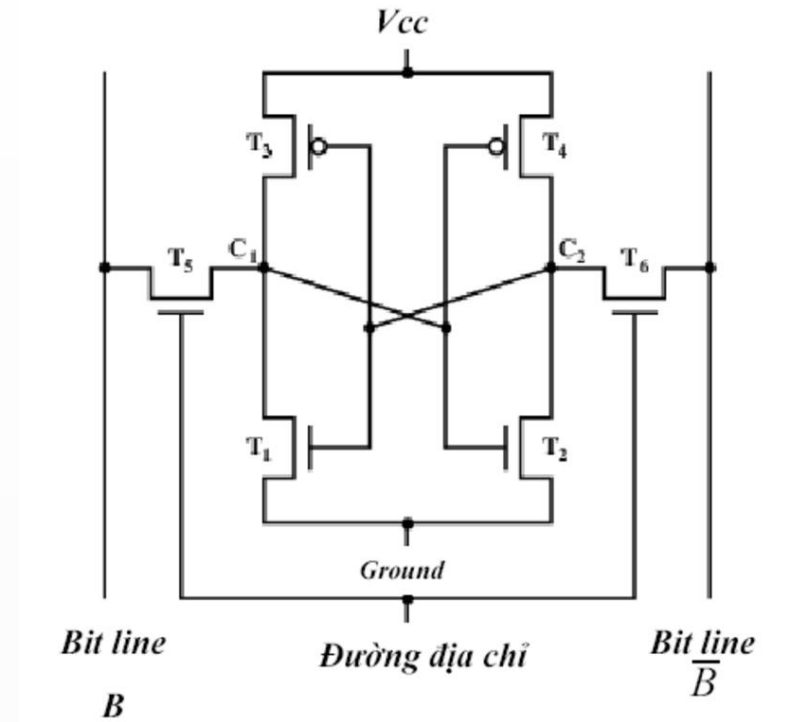 Vcc
T₃
T₄
T₅
C₁
C₂
T₆
T₁
T₂
Ground
Bit line
B
Đường địa chỉ
Bit line
B̅